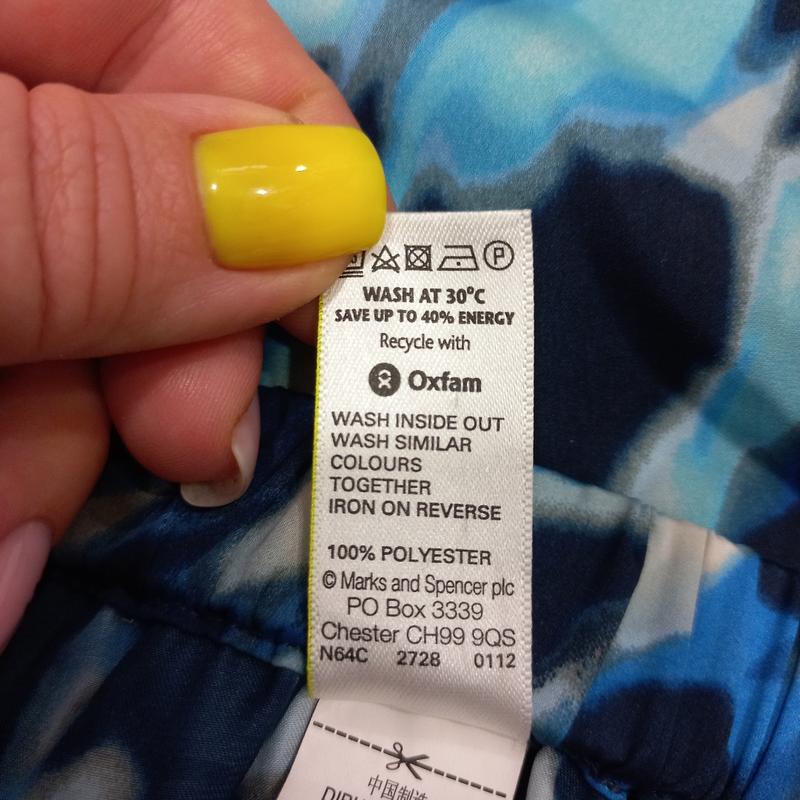 P
WASH AT 30°C
SAVE UP TO 40% ENERGY
Recycle with
Oxfam
WASH INSIDE OUT
WASH SIMILAR
COLOURS
TOGETHER
IRON ON REVERSE
100% POLYESTER
© Marks and Spencer plc
PO Box 3339
Chester CH99 9QS
N64C 2728 0112
中国制造